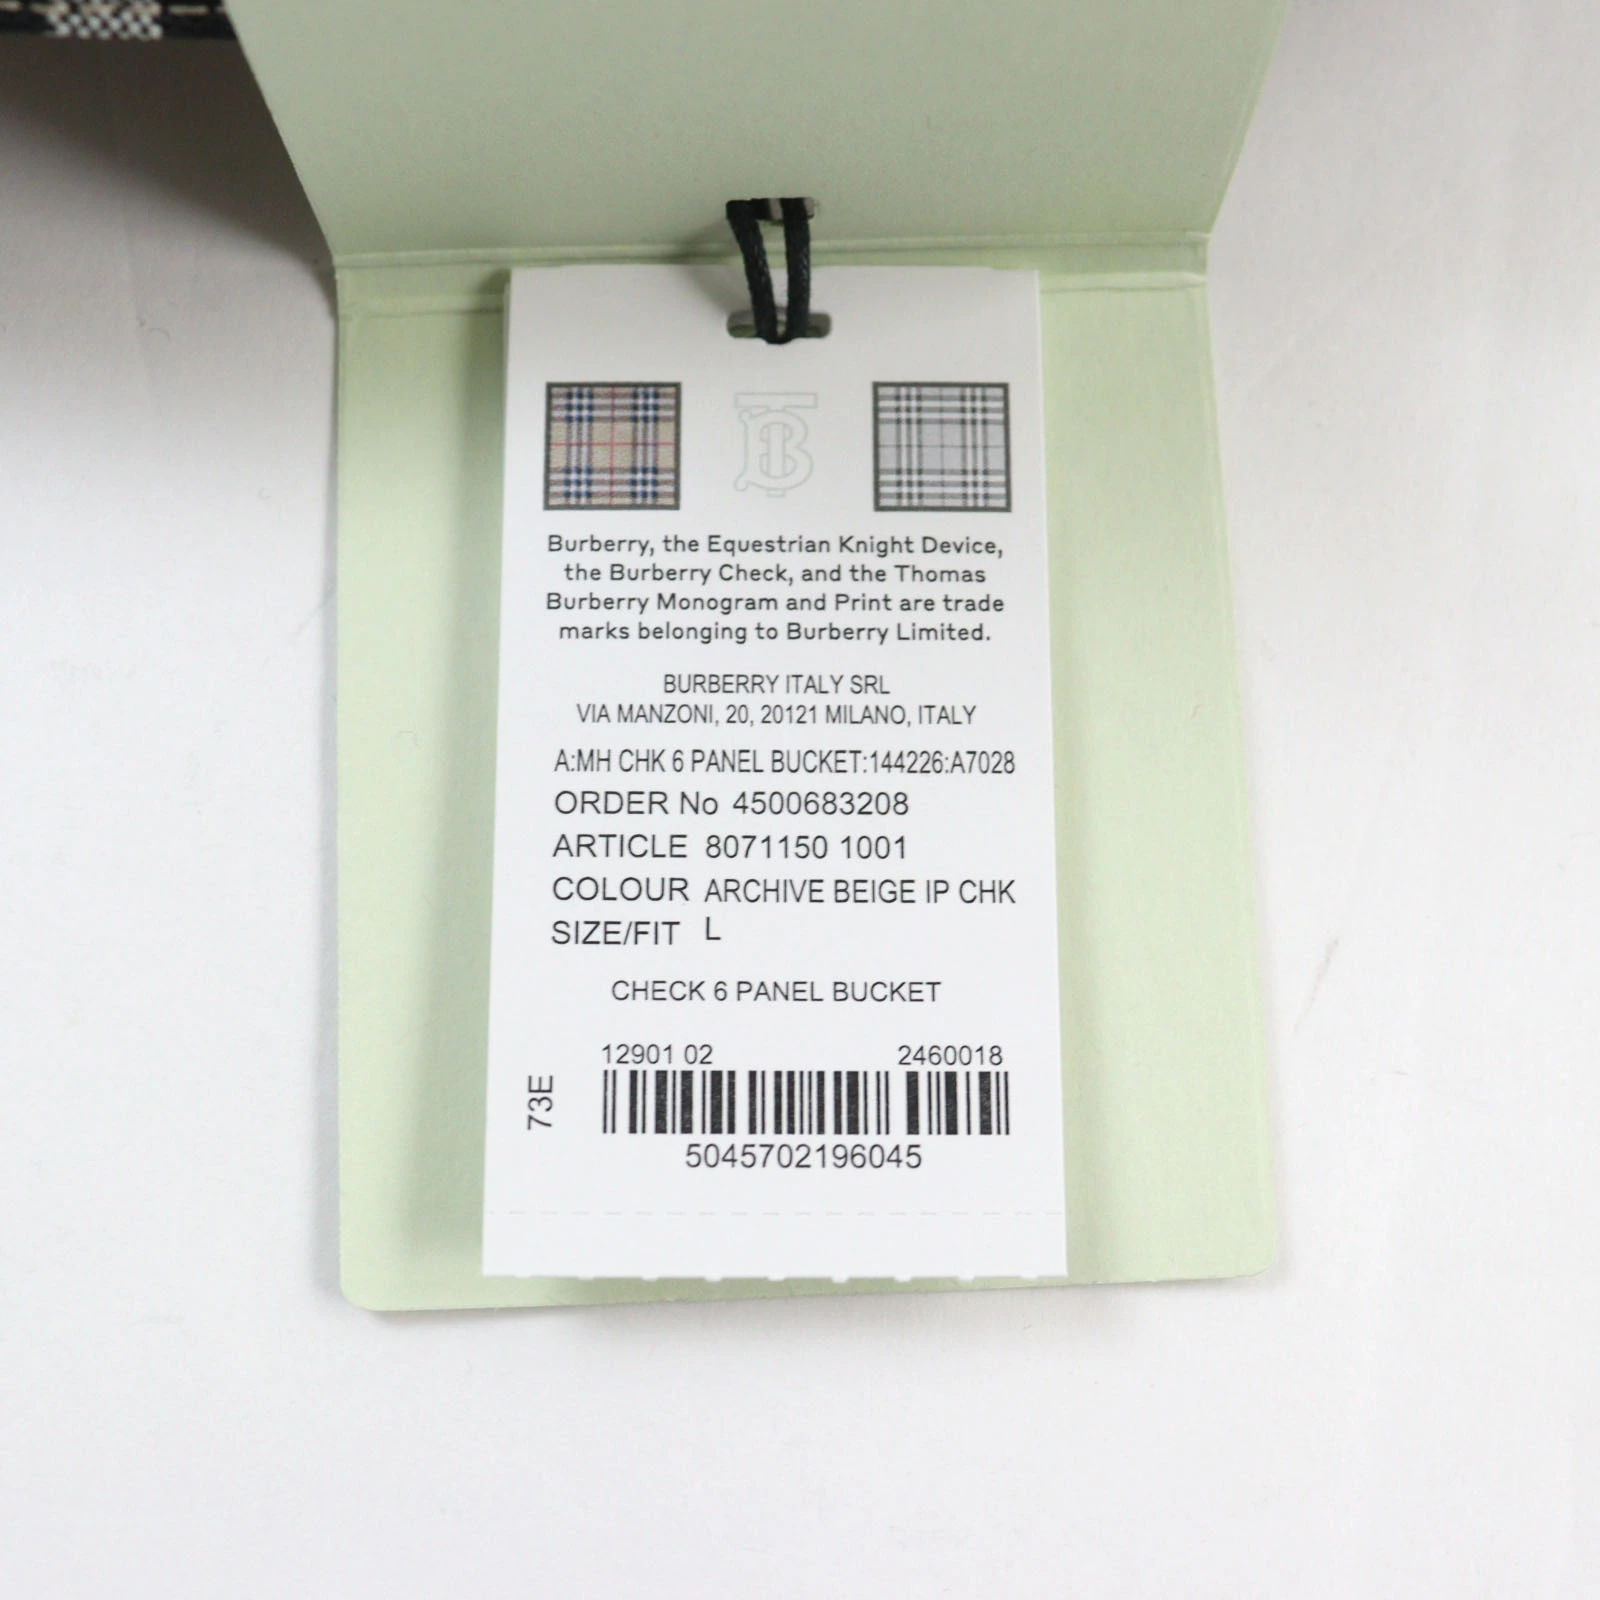 TB
Burberry, the Equestrian Knight Device,
the Burberry Check, and the Thomas
Burberry Monogram and Print are trade
marks belonging to Burberry Limited.
BURBERRY ITALY SRL
VIA MANZONI, 20, 20121 MILANO, ITALY
A:MH CHK 6 PANEL BUCKET:144226:A7028
ORDER No 4500683208
ARTICLE 8071150 1001
COLOUR ARCHIVE BEIGE IP CHK
SIZE/FIT L
CHECK 6 PANEL BUCKET
12901 02 2460018
73E
5045702196045